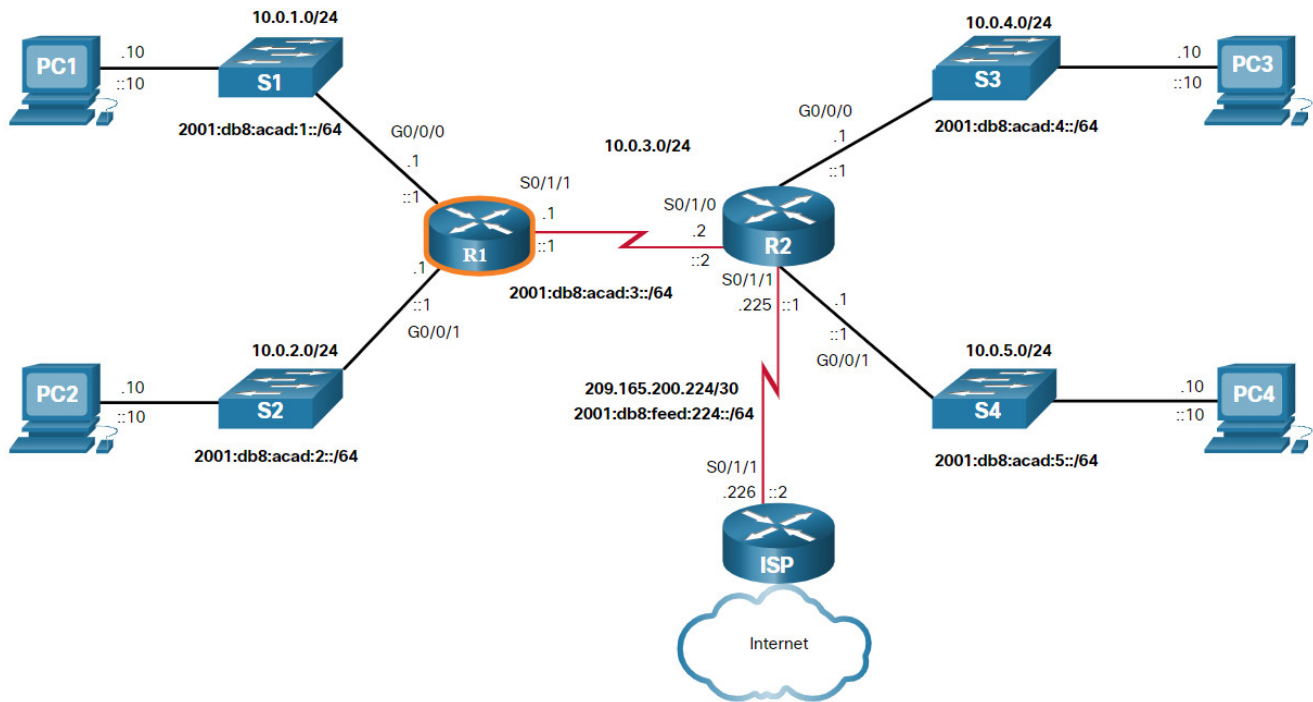 10.0.1.0/24
10.0.4.0/24
PC1
.10
::10
S1
S3
.10
::10
PC3
2001:db8:acad:1::/64
G0/0/0
.1
::1
10.0.3.0/24
G0/0/0
.1
::1
2001:db8:acad:4::/64
S0/1/1
.1
::1
S0/1/0
.2
::2
R1
R2
2001:db8:acad:3::/64
.1
::1
G0/0/1
S0/1/1
.225
::1
.1
::1
G0/0/1
10.0.2.0/24
10.0.5.0/24
PC2
.10
::10
S2
209.165.200.224/30
2001:db8:feed:224::/64
S4
.10
::10
PC4
2001:db8:acad:2::/64
2001:db8:acad:5::/64
S0/1/1
.226
::2
ISP
Internet